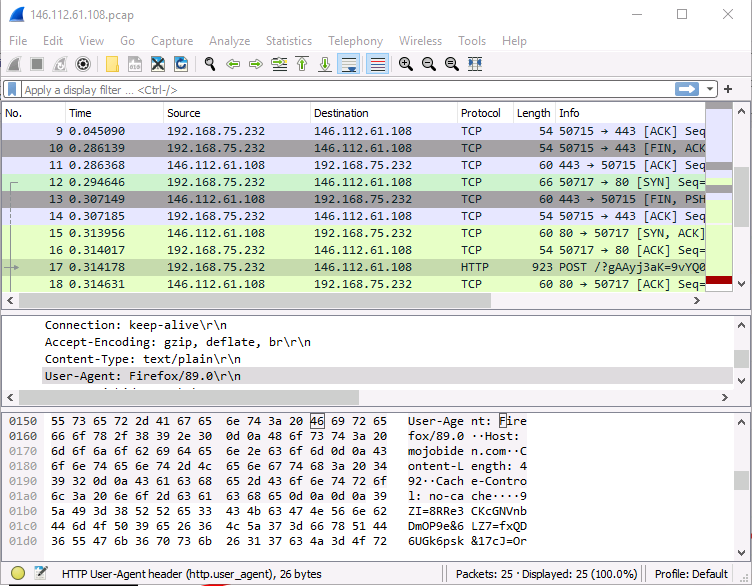 146.112.61.108.pcap
File Edit View Go Capture Analyze Statistics Telephony Wireless Tools Help
Apply a display filter ... <Ctrl-/>
No. Time Source Destination Protocol Length Info
9 0.045090 192.168.75.232 146.112.61.108 TCP 54 50715 → 443 [ACK] Seq
10 0.286139 192.168.75.232 146.112.61.108 TCP 54 50715 → 443 [FIN, ACK
11 0.286368 146.112.61.108 192.168.75.232 TCP 60 443 → 50715 [ACK] Seq
12 0.294646 192.168.75.232 146.112.61.108 TCP 66 50717 → 80 [SYN] Seq=
13 0.307149 146.112.61.108 192.168.75.232 TCP 60 443 → 50715 [FIN, PSH
14 0.307185 192.168.75.232 146.112.61.108 TCP 54 50715 → 443 [ACK] Seq
15 0.313956 146.112.61.108 192.168.75.232 TCP 60 80 → 50717 [SYN, ACK]
16 0.314017 192.168.75.232 146.112.61.108 TCP 54 50717 → 80 [ACK] Seq=
17 0.314178 192.168.75.232 146.112.61.108 HTTP 923 POST /?gAAyj3aK=9vYQ0
18 0.314631 146.112.61.108 192.168.75.232 TCP 60 80 → 50717 [ACK] Seq=
Connection: keep-alive\r\n
Accept-Encoding: gzip, deflate, br\r\n
Content-Type: text/plain\r\n
User-Agent: Firefox/89.0\r\n
0150 55 73 65 72 2d 41 67 65 6e 74 3a 20 46 69 72 65 User-Age nt: Fire
0160 66 6f 78 2f 38 39 2e 30 0d 0a 48 6f 73 74 3a 20 fox/89.0 ··Host:
0170 6d 6f 6a 6f 62 69 64 65 6e 2e 63 6f 6d 0d 0a 43 mojobide n.com··C
0180 6f 6e 74 65 6e 74 2d 4c 65 6e 67 74 68 3a 20 34 ontent-L ength: 4
0190 39 32 0d 0a 43 61 63 68 65 2d 43 6f 6e 74 72 6f 92··Cach e-Contro
01a0 6c 3a 20 6e 6f 2d 63 61 63 68 65 0d 0a 0d 0a 39 l: no-ca che····9
01b0 5a 49 3d 38 52 52 65 33 43 4b 63 47 4e 56 6e 62 ZI=8RRe3 CKcGNVnb
01c0 44 6d 4f 50 39 65 26 36 4c 5a 37 3d 66 78 51 44 DmOP9e&6 LZ7=fxQD
01d0 36 55 47 6b 36 70 73 6b 26 31 37 63 4a 3d 4f 72 6UGk6psk &17cJ=Or
HTTP User-Agent header (http.user_agent), 26 bytes Packets: 25 · Displayed: 25 (100.0%) Profile: Default